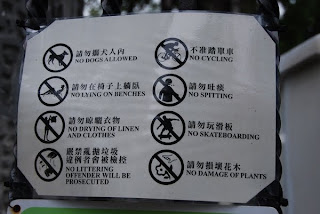 請勿攜犬入內
NO DOGS ALLOWED
請勿在椅子上躺臥
NO LYING ON BENCHES
請勿晾曬衣物
NO DRYING OF LINEN
AND CLOTHES
嚴禁亂拋垃圾
違例者會被檢控
NO LITTERING
OFFENDER WILL BE
PROSECUTED
不准踏單車
NO CYCLING
請勿吐痰
NO SPITTING
請勿玩滑板
NO SKATEBOARDING
請勿損壞花木
NO DAMAGE OF PLANTS